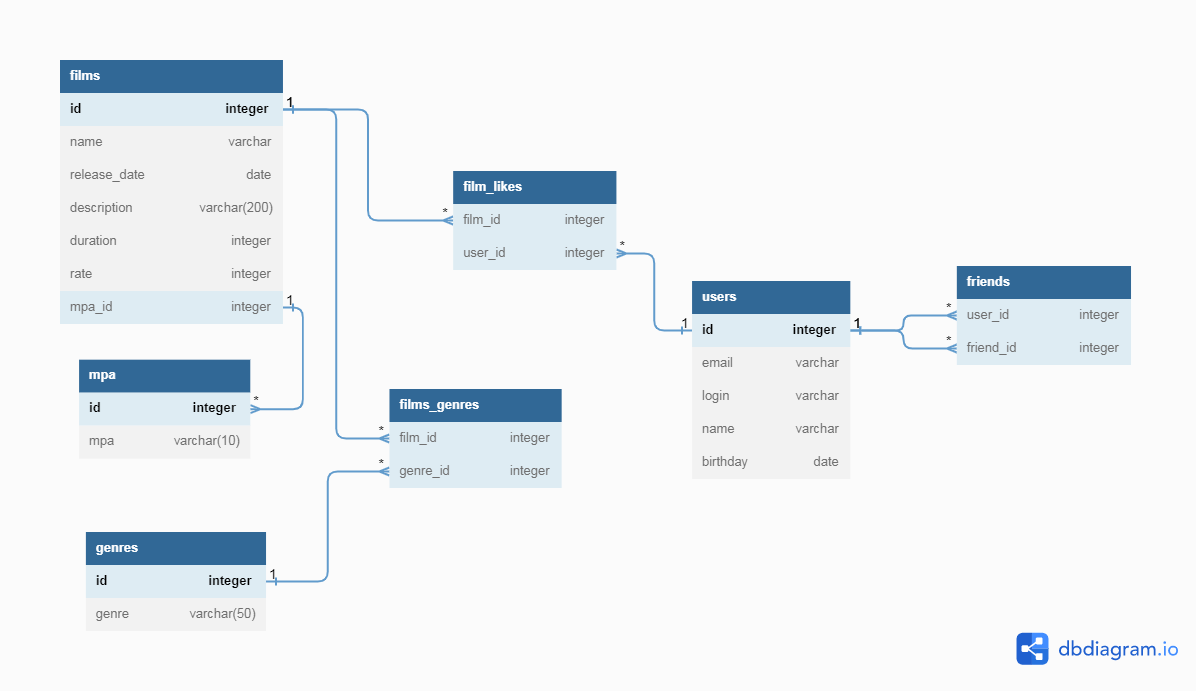 films
id integer
name varchar
release_date date
description varchar(200)
duration integer
rate integer
mpa_id integer
1
1
mpa
id integer
mpa varchar(10)
*
genres
id integer
genre varchar(50)
1
film_likes
film_id integer
user_id integer
*
*
films_genres
film_id integer
genre_id integer
*
*
users
id integer
email varchar
login varchar
name varchar
birthday date
1
1
friends
user_id integer
friend_id integer
*
*
dbdiagram.io